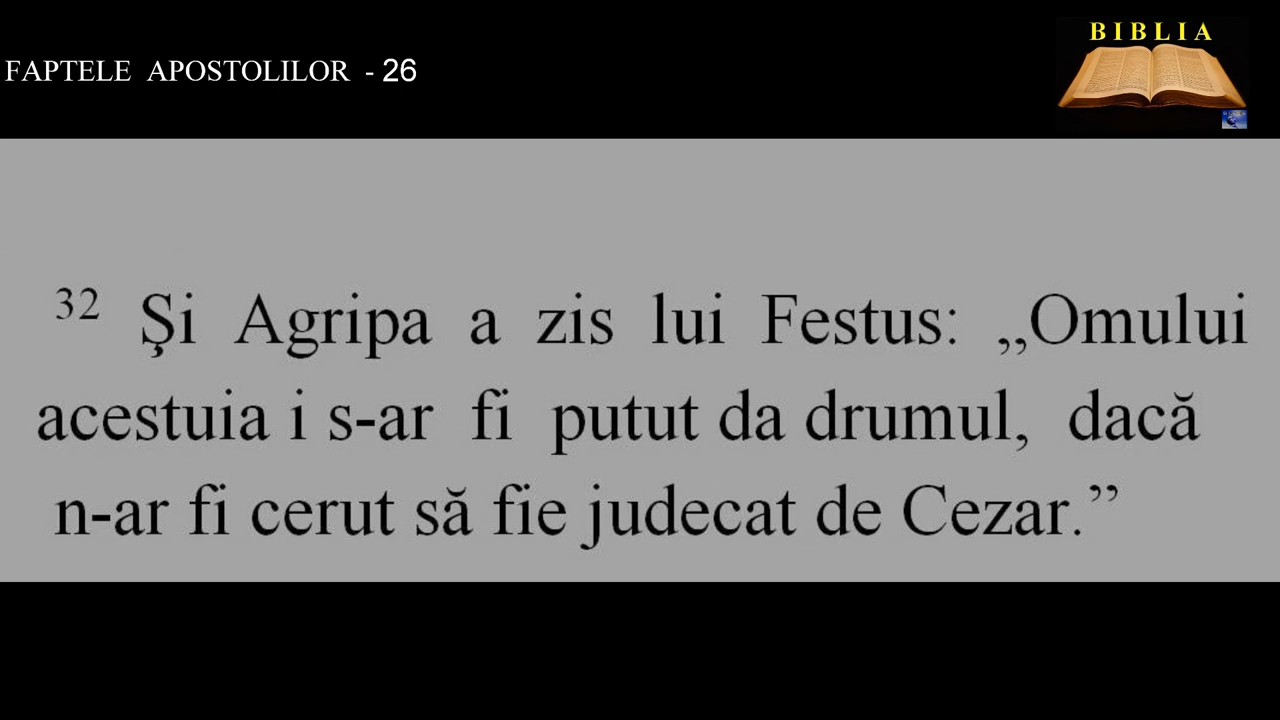 BIBLIA
FAPTELE APOSTOLILOR - 26
32 Şi Agripa a zis lui Festus: „Omului
acestuia i s-ar fi putut da drumul, dacă
n-ar fi cerut să fie judecat de Cezar.”